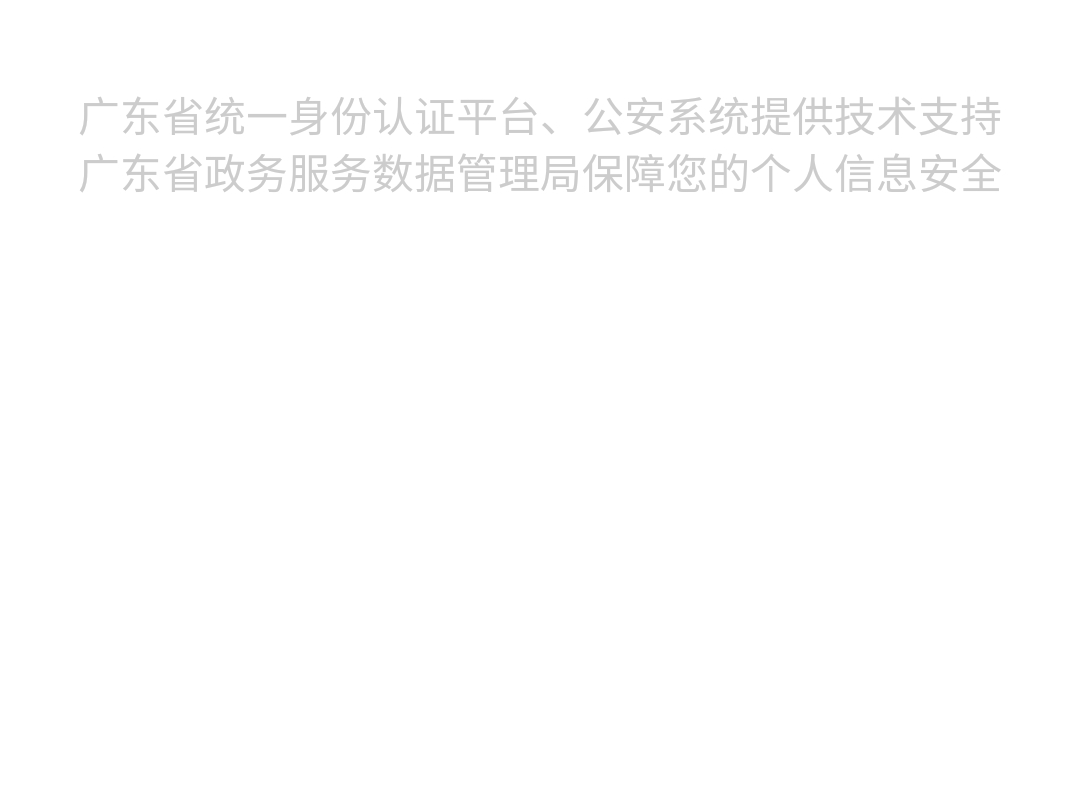 广东省统一身份认证平台、公安系统提供技术支持
广东省政务服务数据管理局保障您的个人信息安全